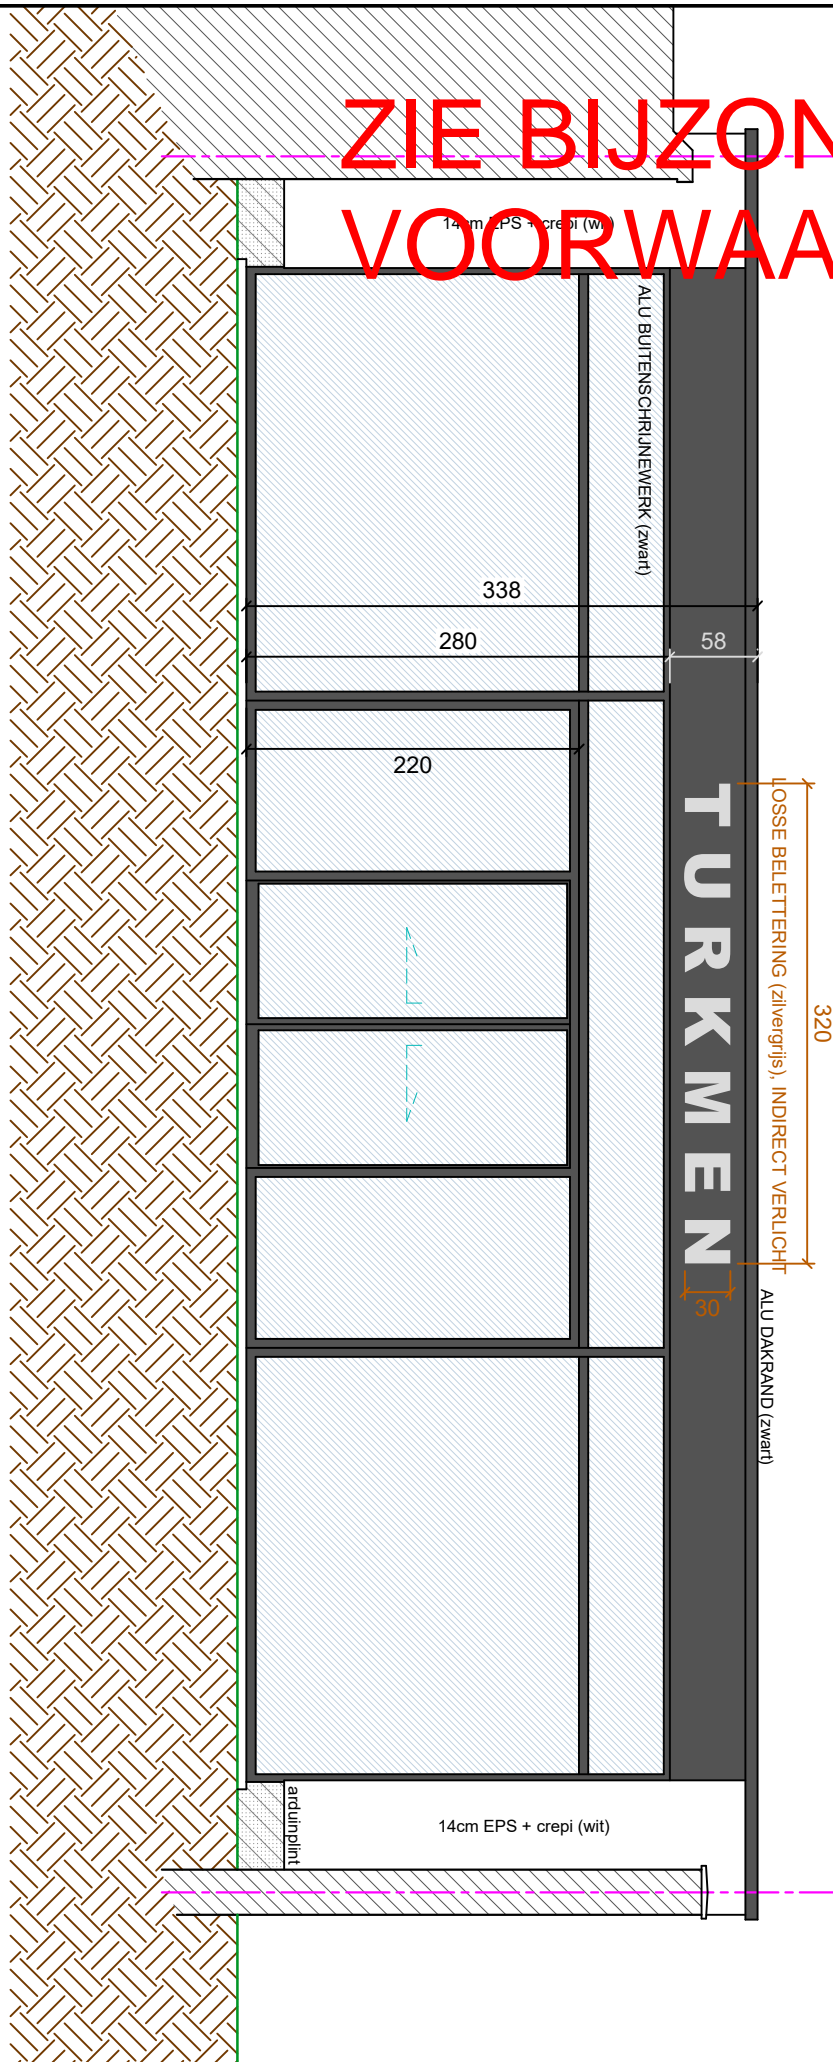 ZIE BIJZON
VOORWAA
14cm EPS + crepi (wit)
ALU BUITENSCHRIJNEWERK (zwart)
338
280
58
220
LOSSE BELETTERING (zilvergrijs), INDIRECT VERLICHT
320
TURKMEN
30
ALU DAKRAND (zwart)
arduinplint
14cm EPS + crepi (wit)